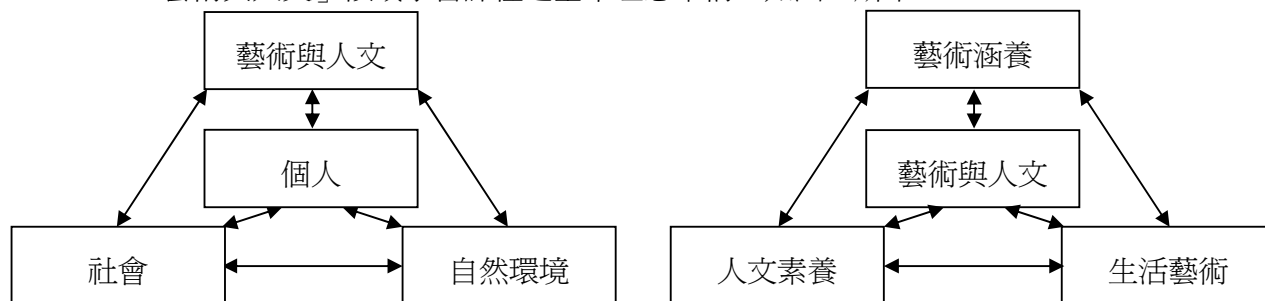 藝術與人文
藝術涵養
個人
藝術與人文
社會
自然環境
人文素養
生活藝術